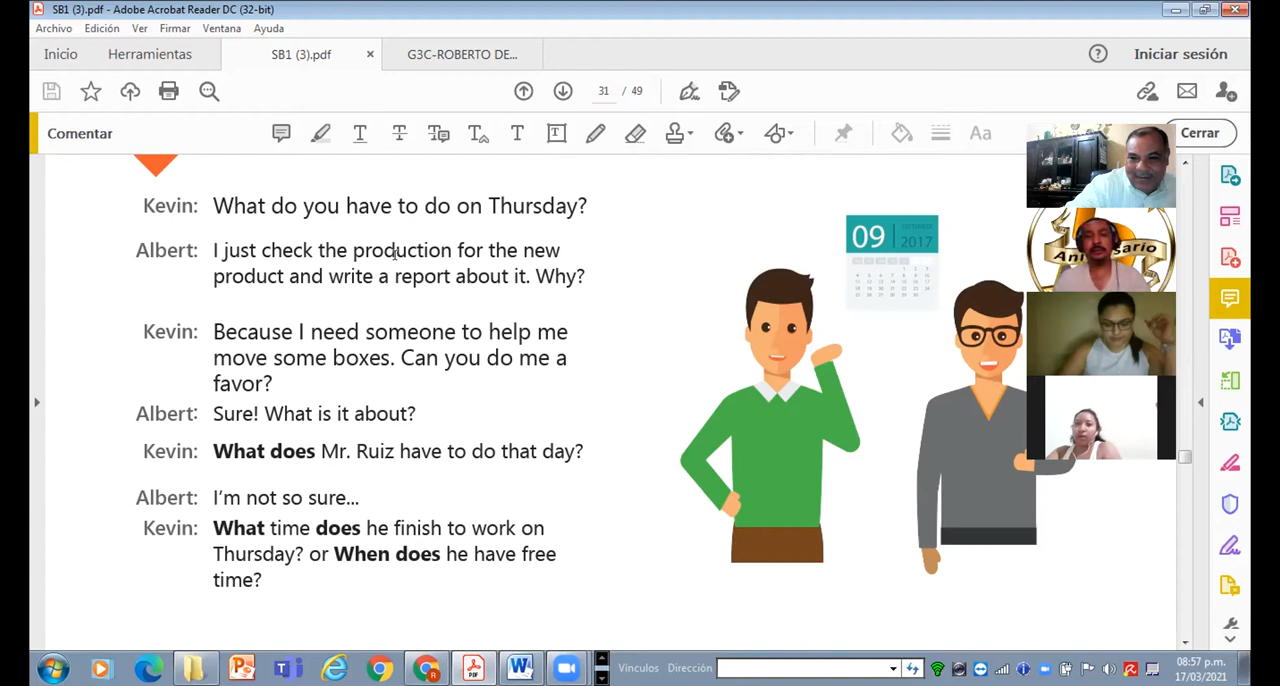 SB1 (3).pdf - Adobe Acrobat Reader DC (32-bit)
Archivo Edición Ver Firmar Ventana Ayuda
Inicio Herramientas SB1 (3).pdf × G3C-ROBERTO DE... Iniciar sesión
31 / 49
Comentar Cerrar
Kevin: What do you have to do on Thursday?
Albert: I just check the production for the new
product and write a report about it. Why?
Kevin: Because I need someone to help me
move some boxes. Can you do me a
favor?
Albert: Sure! What is it about?
Kevin: What does Mr. Ruiz have to do that day?
Albert: I'm not so sure...
Kevin: What time does he finish to work on
Thursday? or When does he have free
time?
09
2017
Vínculos Dirección
08:57 p.m.
17/03/2021